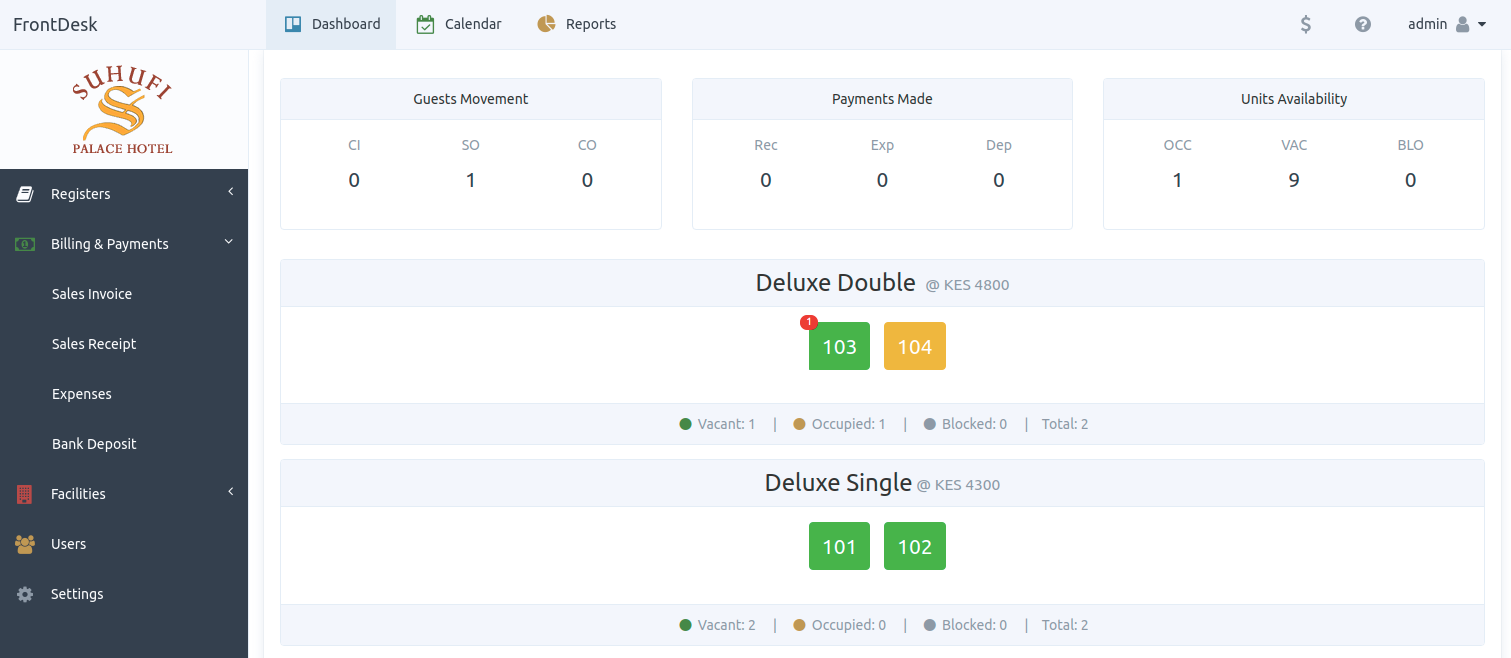 FrontDesk
Dashboard
Calendar
Reports
$
?
admin
SUHUFI
S
PALACE HOTEL
Registers
Billing & Payments
Sales Invoice
Sales Receipt
Expenses
Bank Deposit
Facilities
Users
Settings
Guests Movement
CI SO CO
0 1 0
Payments Made
Rec Exp Dep
0 0 0
Units Availability
OCC VAC BLO
1 9 0
Deluxe Double @ KES 4800
1
103 104
Vacant: 1 | Occupied: 1 | Blocked: 0 | Total: 2
Deluxe Single @ KES 4300
101 102
Vacant: 2 | Occupied: 0 | Blocked: 0 | Total: 2